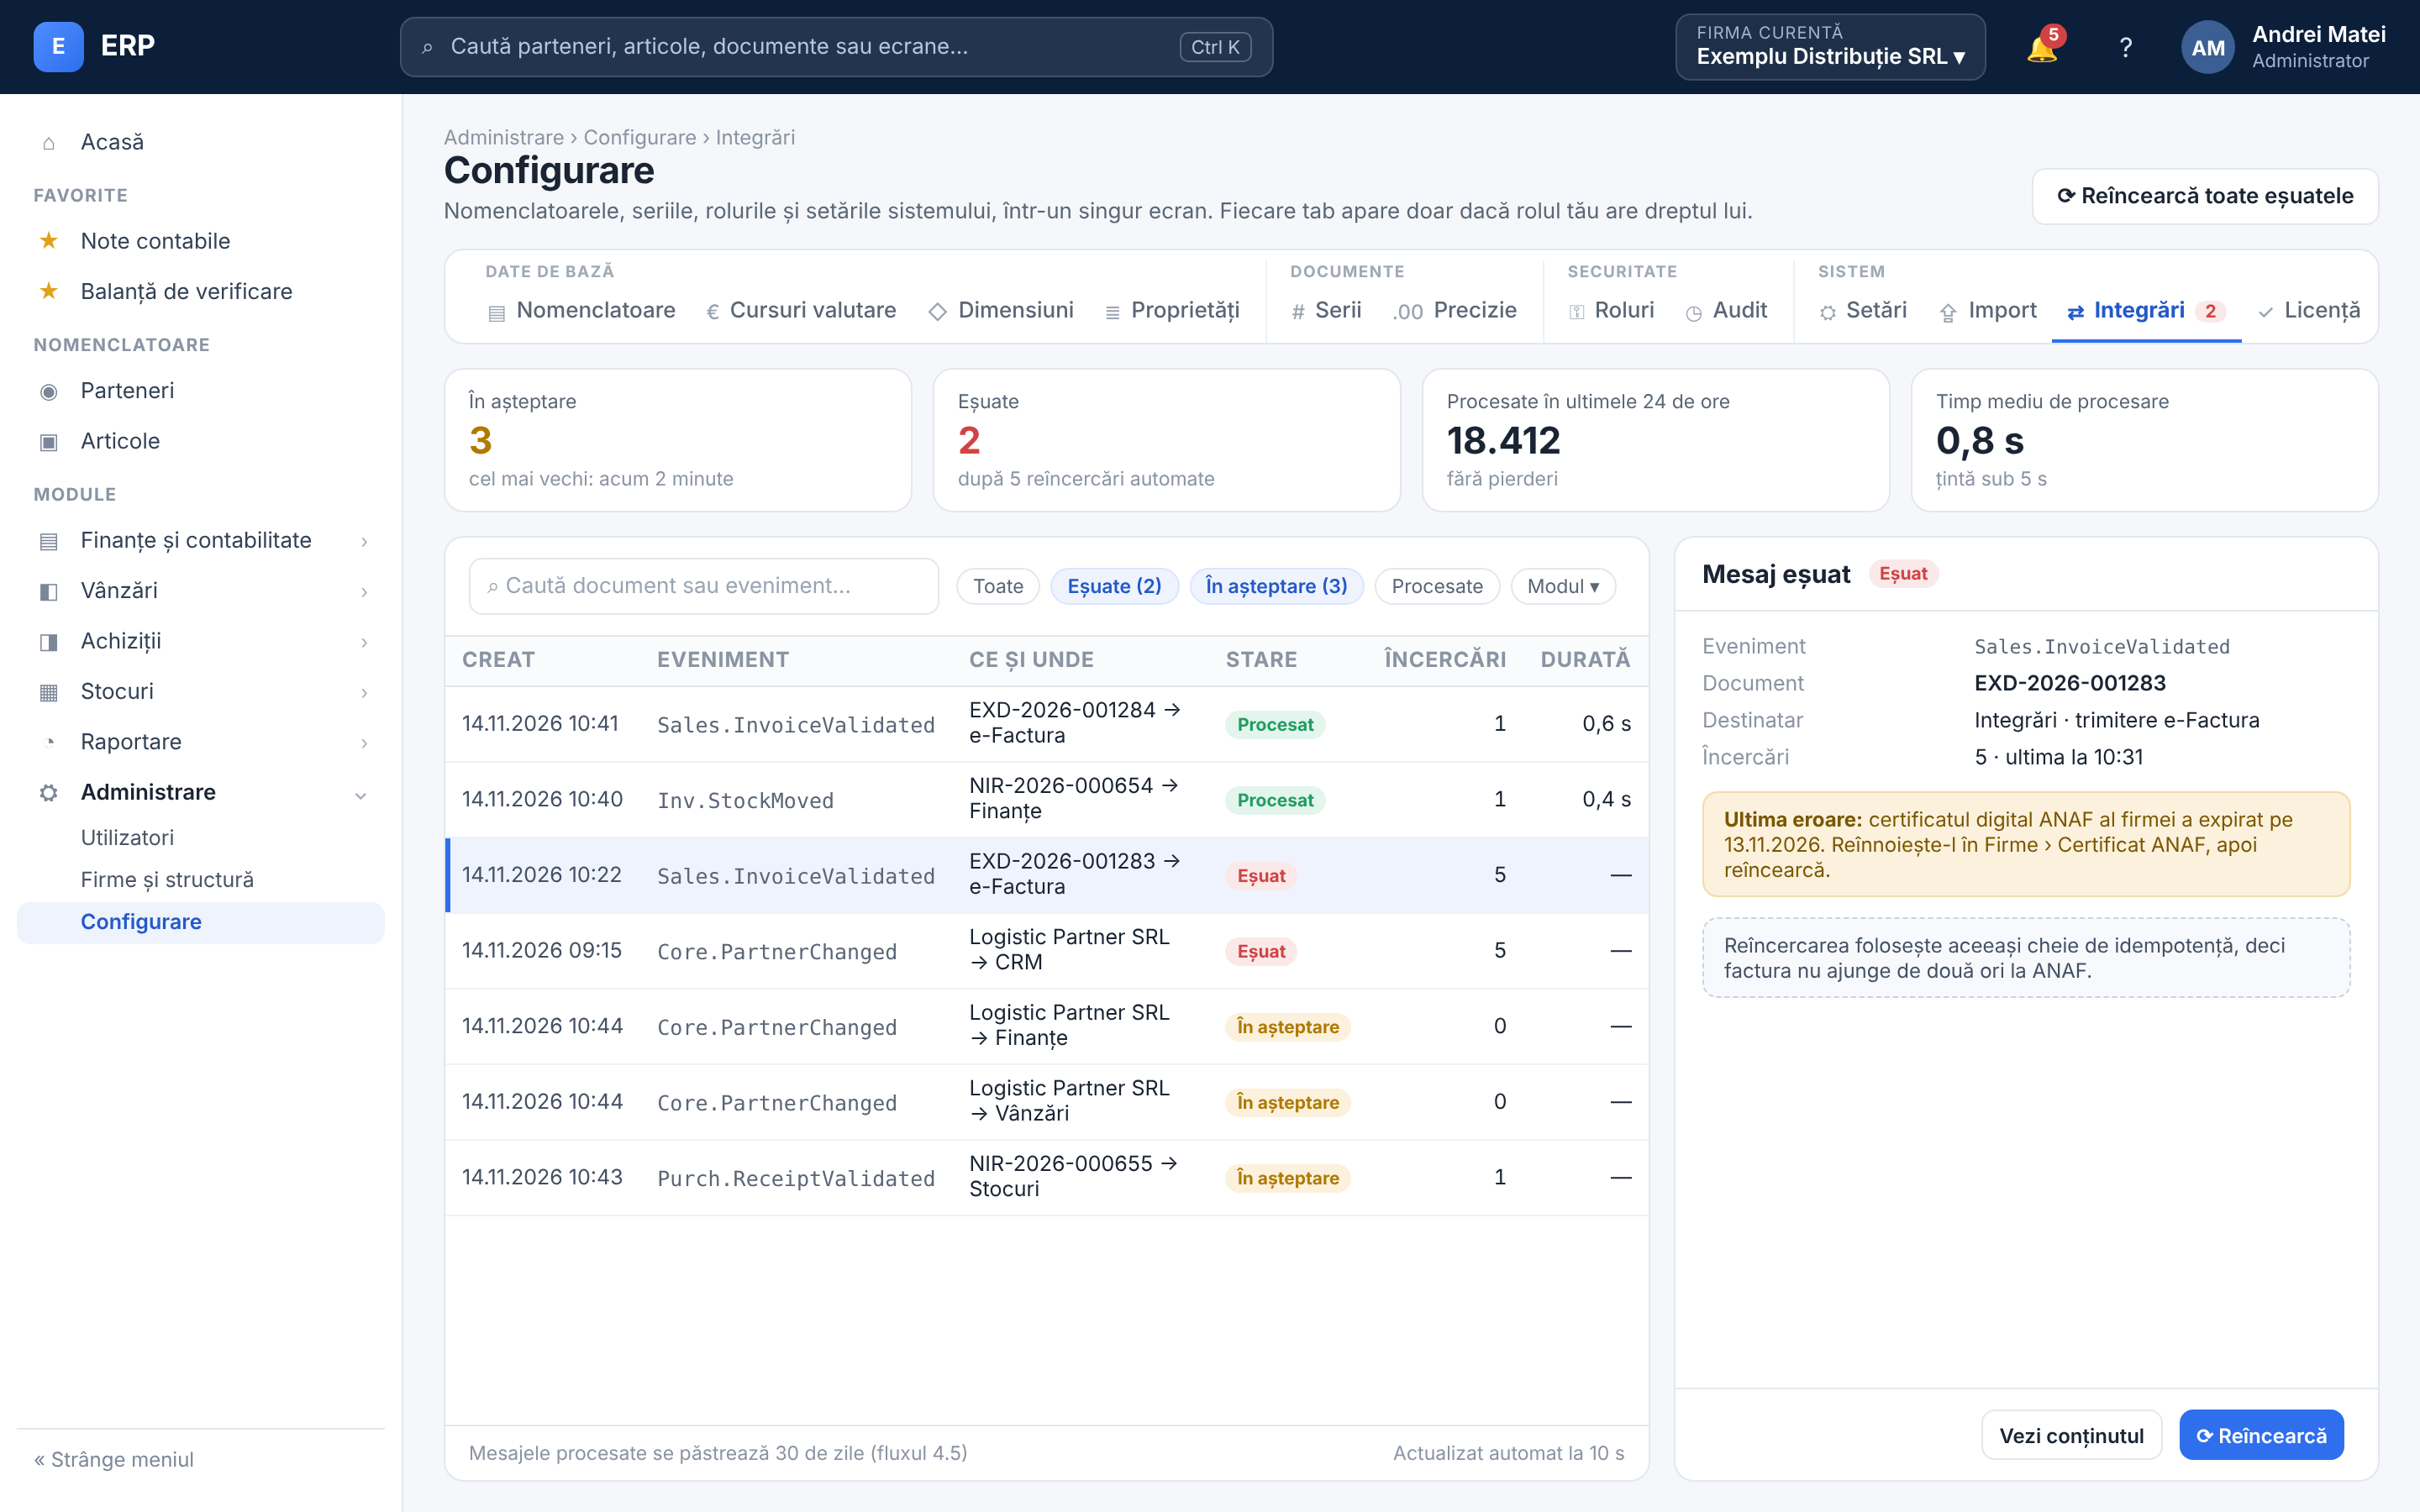 E ERP
Caută parteneri, articole, documente sau ecrane... Ctrl K
FIRMA CURENTĂ
Exemplu Distribuție SRL ▾
5
?
AM
Andrei Matei
Administrator
Acasă
FAVORITE
★ Note contabile
★ Balanță de verificare
NOMENCLATOARE
Parteneri
Articole
MODULE
Finanțe și contabilitate ›
Vânzări ›
Achiziții ›
Stocuri ›
Raportare ›
Administrare
Utilizatori
Firme și structură
Configurare
« Strânge meniul
Administrare › Configurare › Integrări
Configurare
Nomenclatoarele, seriile, rolurile și setările sistemului, într-un singur ecran. Fiecare tab apare doar dacă rolul tău are dreptul lui.
⟳ Reîncearcă toate eșuatele
DATE DE BAZĂ
Nomenclatoare € Cursuri valutare ◇ Dimensiuni ≣ Proprietăți
DOCUMENTE
# Serii .00 Precizie
SECURITATE
Roluri Audit
SISTEM
Setări Import ⇄ Integrări 2 ✓ Licență
În așteptare
3
cel mai vechi: acum 2 minute
Eșuate
2
după 5 reîncercări automate
Procesate în ultimele 24 de ore
18.412
fără pierderi
Timp mediu de procesare
0,8 s
țintă sub 5 s
Caută document sau eveniment... Toate Eșuate (2) În așteptare (3) Procesate Modul ▾
CREAT EVENIMENT CE ȘI UNDE STARE ÎNCERCĂRI DURATĂ
14.11.2026 10:41 Sales.InvoiceValidated EXD-2026-001284 → Procesat 1 0,6 s
e-Factura
14.11.2026 10:40 Inv.StockMoved NIR-2026-000654 → Procesat 1 0,4 s
Finanțe
14.11.2026 10:22 Sales.InvoiceValidated EXD-2026-001283 → Eșuat 5 —
e-Factura
14.11.2026 09:15 Core.PartnerChanged Logistic Partner SRL Eșuat 5 —
→ CRM
14.11.2026 10:44 Core.PartnerChanged Logistic Partner SRL În așteptare 0 —
→ Finanțe
14.11.2026 10:44 Core.PartnerChanged Logistic Partner SRL În așteptare 0 —
→ Vânzări
14.11.2026 10:43 Purch.ReceiptValidated NIR-2026-000655 → În așteptare 1 —
Stocuri
Mesajele procesate se păstrează 30 de zile (fluxul 4.5) Actualizat automat la 10 s
Mesaj eșuat Eșuat
Eveniment Sales.InvoiceValidated
Document EXD-2026-001283
Destinatar Integrări · trimitere e-Factura
Încercări 5 · ultima la 10:31
Ultima eroare: certificatul digital ANAF al firmei a expirat pe
13.11.2026. Reînnoiește-l în Firme › Certificat ANAF, apoi
reîncearcă.
Reîncercarea folosește aceeași cheie de idempotență, deci
factura nu ajunge de două ori la ANAF.
Vezi conținutul ⟳ Reîncearcă